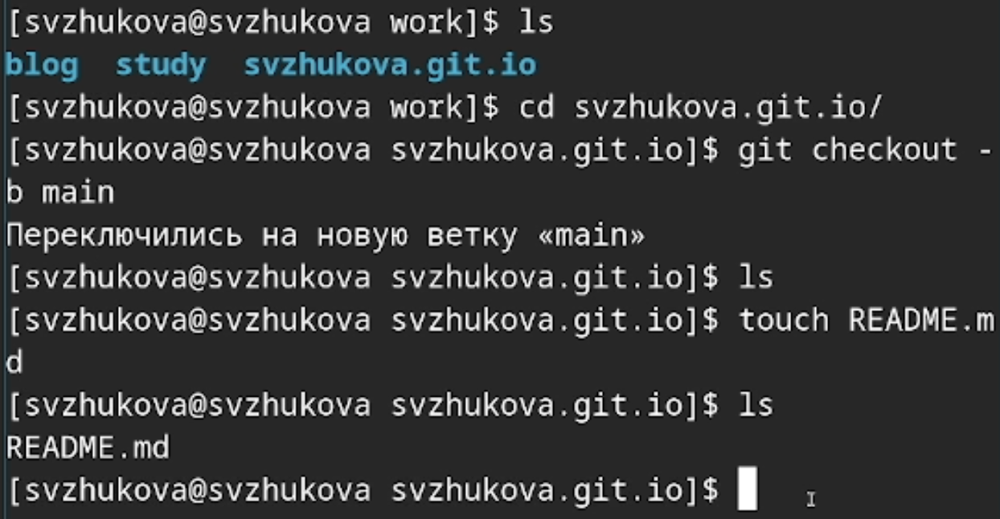 [svzhukova@svzhukova work]$ ls
blog  study  svzhukova.git.io
[svzhukova@svzhukova work]$ cd svzhukova.git.io/
[svzhukova@svzhukova svzhukova.git.io]$ git checkout -
b main
Переключились на новую ветку «main»
[svzhukova@svzhukova svzhukova.git.io]$ ls
[svzhukova@svzhukova svzhukova.git.io]$ touch README.m
d
[svzhukova@svzhukova svzhukova.git.io]$ ls
README.md
[svzhukova@svzhukova svzhukova.git.io]$